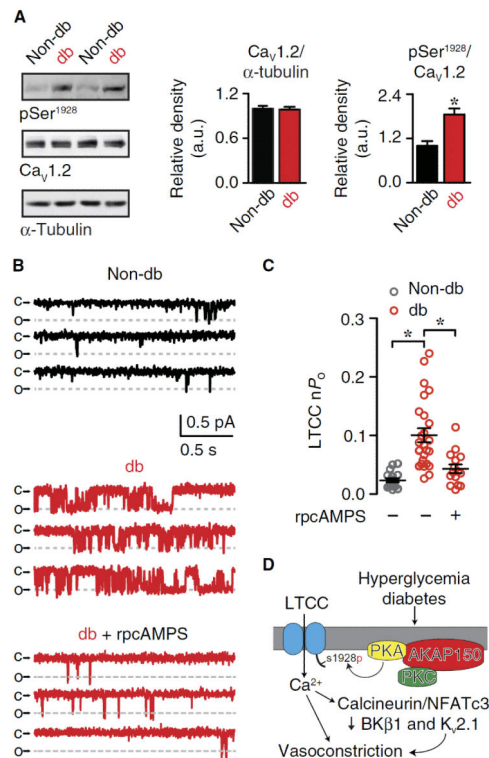 A
Non-db
db
Non-db
db
pSer¹⁹²⁸
Caᵥ1.2
α-Tubulin
Caᵥ1.2/
α-tubulin
Relative density
(a.u.)
1.2
0.9
0.6
0.3
0.0
Non-db
db
pSer¹⁹²⁸/
Caᵥ1.2
Relative density
(a.u.)
2.4
1.2
0.0
*
Non-db
db
B
Non-db
C
O
C
O
C
O
0.5 pA
0.5 s
db
C
O
C
O
C
O
db + rpcAMPS
C
O
C
O
C
O
C
Non-db
db
LTCC nPₒ
0.3
0.2
0.1
0.0
*
*
rpcAMPS − − +
D
Hyperglycemia
diabetes
LTCC
s1928p
PKA
AKAP150
PKC
Ca²⁺
Calcineurin/NFATc3
↓ BKβ1 and Kᵥ2.1
Vasoconstriction